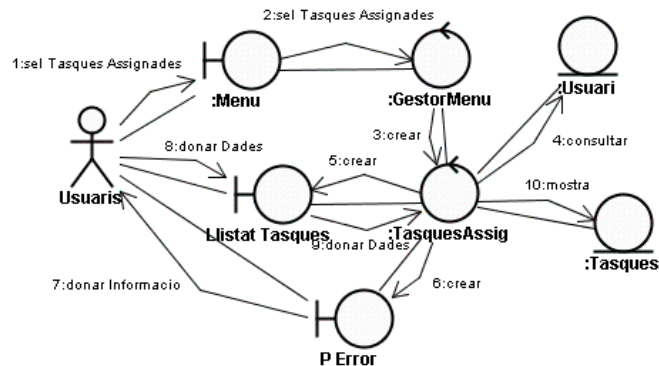 2:sel Tasques Assignades
1:sel Tasques Assignades
:Menu
:GestorMenu
:Usuari
3:crear
4:consultar
8:donar Dades
5:crear
10:mostra
Usuaris
Llistat Tasques
:TasquesAssig
9:donar Dades
:Tasques
7:donar Informacio
6:crear
P Error